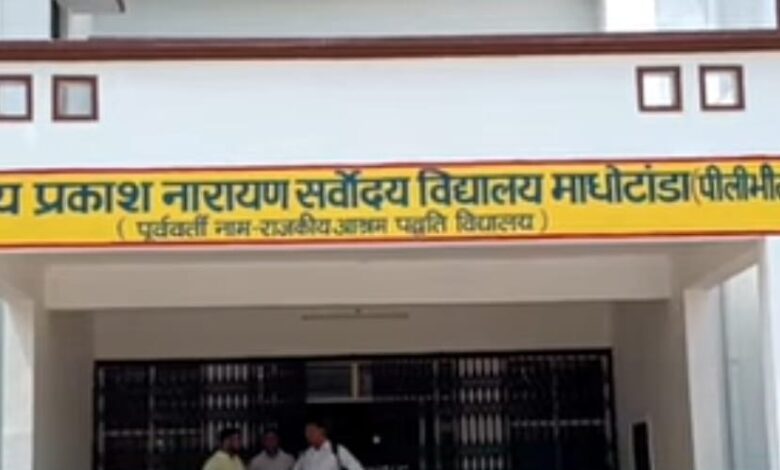 य प्रकाश नारायण सर्वोदय विद्यालय माधोटांडा (पीलीभी
( पूर्ववर्ती नाम-राजकीय आश्रम पद्धति विद्यालय )